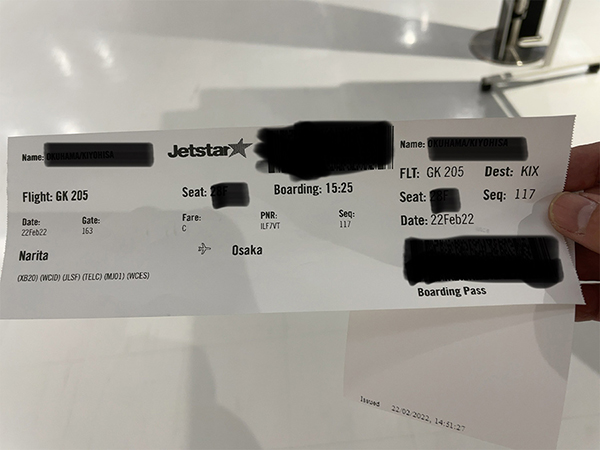 Name:
Jetstar
Flight: GK 205
Seat:
Boarding: 15:25
Date:
22Feb22
Gate:
163
Fare:
C
PNR:
ILF7VT
Seq:
117
Narita
Osaka
(XB20) (WCID) (JLSF) (TELC) (MJ01) (WCES)
Name:
FLT: GK 205 Dest: KIX
Seat: Seq: 117
Date: 22Feb22
Boarding Pass
Issued 22/02/2022, 14:51:27